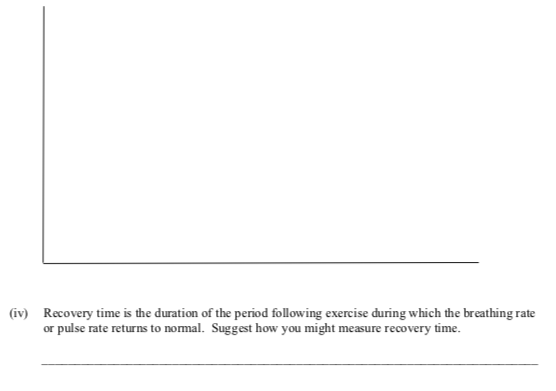 (iv) Recovery time is the duration of the period following exercise during which the breathing rate
or pulse rate returns to normal. Suggest how you might measure recovery time.